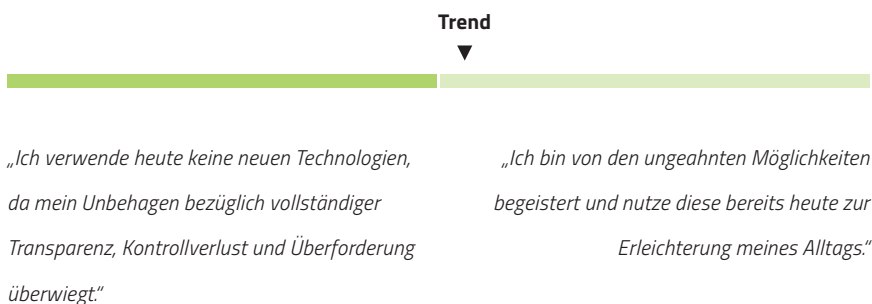 Trend
„Ich verwende heute keine neuen Technologien,
da mein Unbehagen bezüglich vollständiger
Transparenz, Kontrollverlust und Überforderung
überwiegt.“
„Ich bin von den ungeahnten Möglichkeiten
begeistert und nutze diese bereits heute zur
Erleichterung meines Alltags.“